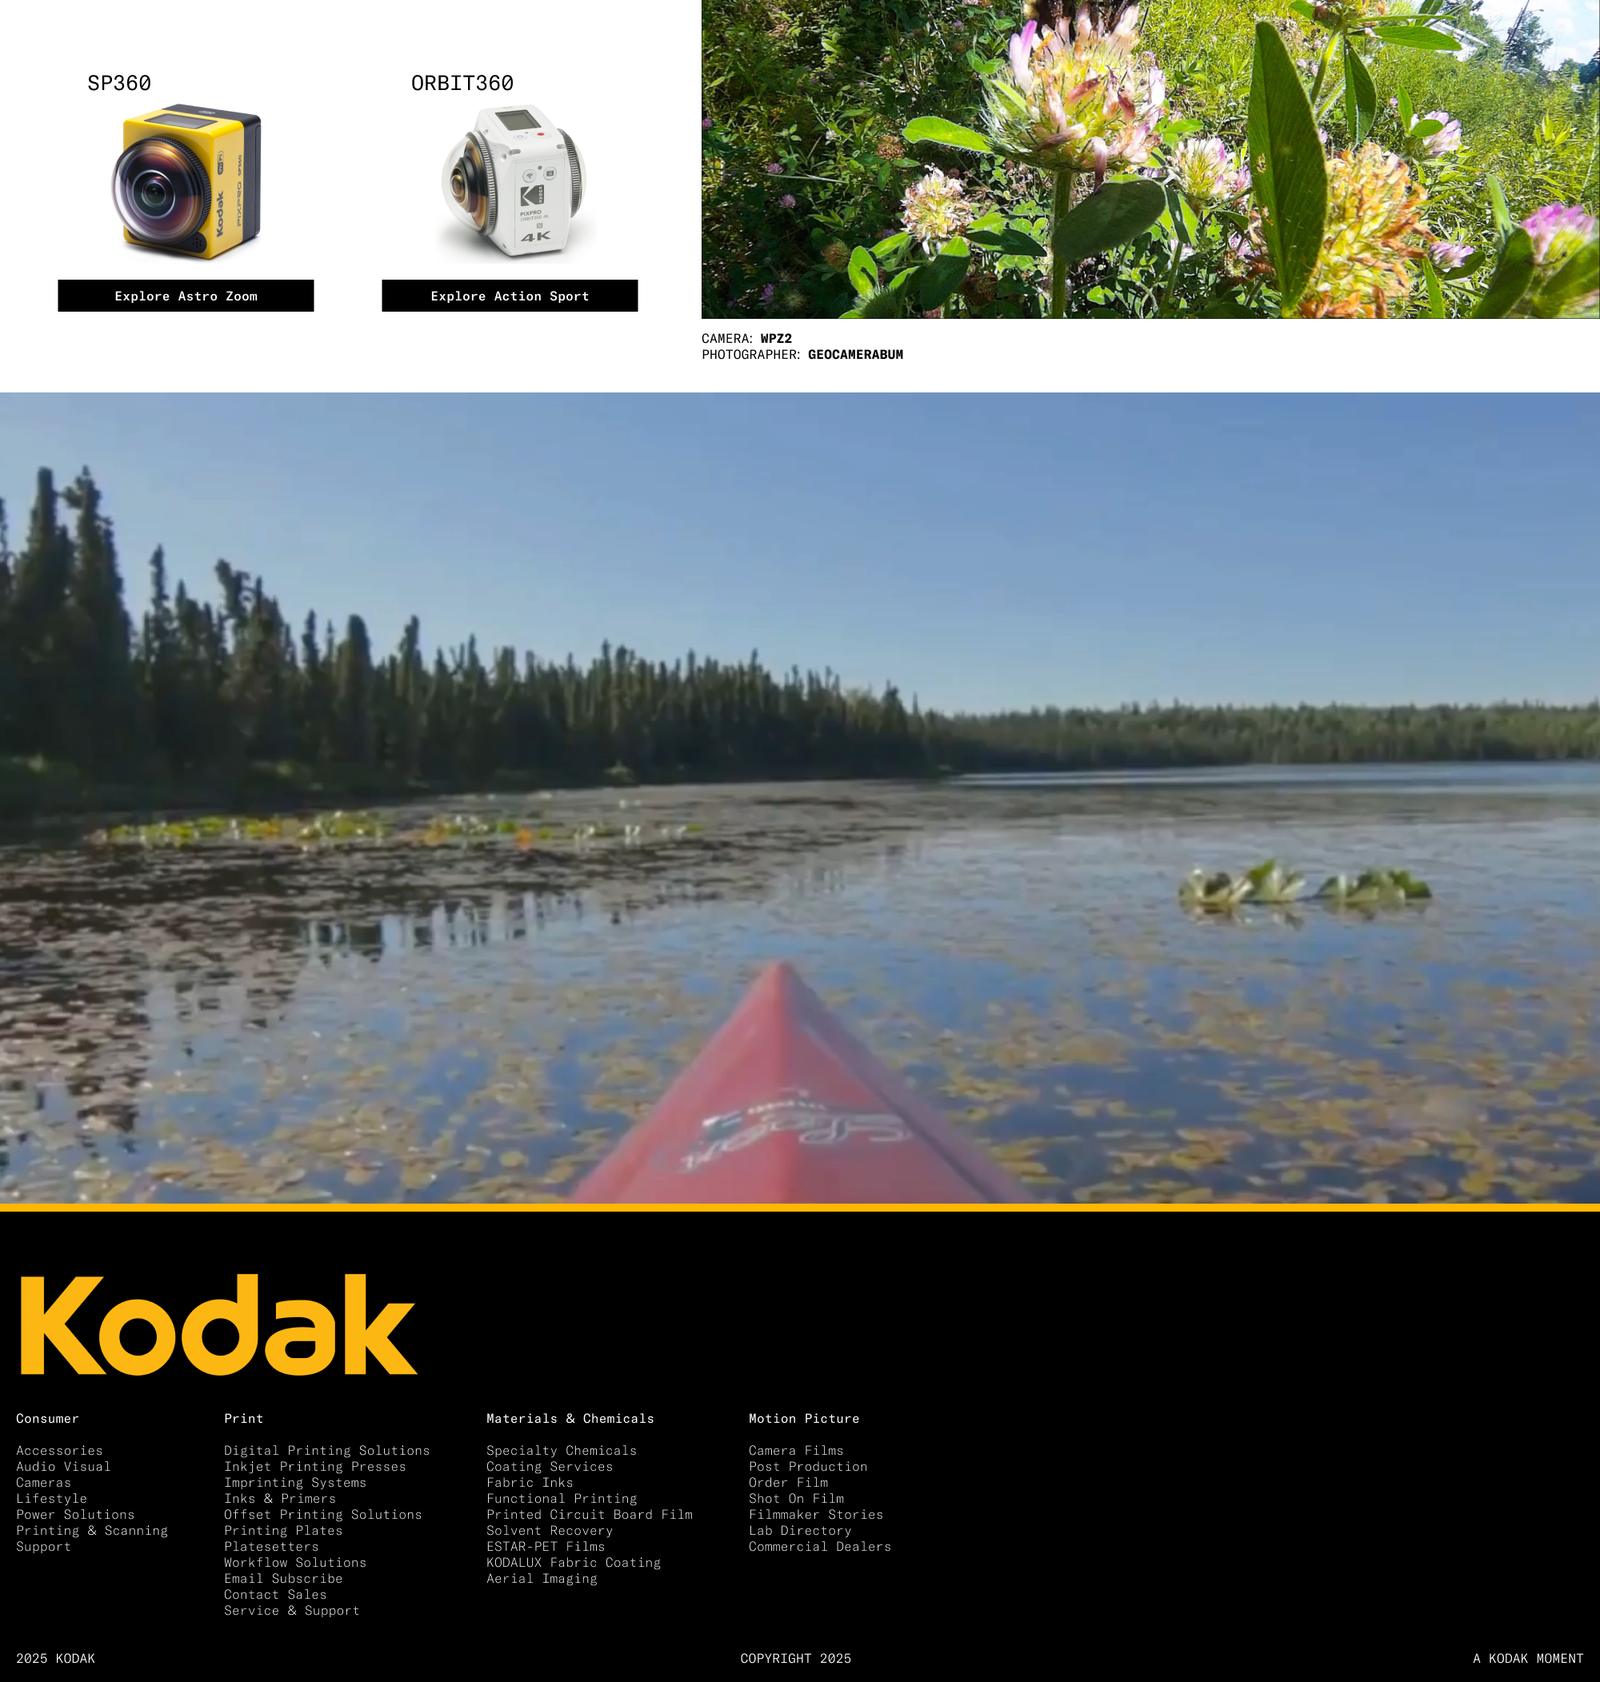 SP360
ORBIT360
Kodak
PIXPRO SP360
WiFi
KODAK
PIXPRO
ORBIT360 4K
4K
Explore Astro Zoom
Explore Action Sport
CAMERA: WPZ2
PHOTOGRAPHER: GEOCAMERABUM
Kodak
Consumer
Accessories
Audio Visual
Cameras
Lifestyle
Power Solutions
Printing & Scanning
Support
Print
Digital Printing Solutions
Inkjet Printing Presses
Imprinting Systems
Inks & Primers
Offset Printing Solutions
Printing Plates
Platesetters
Workflow Solutions
Email Subscribe
Contact Sales
Service & Support
Materials & Chemicals
Specialty Chemicals
Coating Services
Fabric Inks
Functional Printing
Printed Circuit Board Film
Solvent Recovery
ESTAR-PET Films
KODALUX Fabric Coating
Aerial Imaging
Motion Picture
Camera Films
Post Production
Order Film
Shot On Film
Filmmaker Stories
Lab Directory
Commercial Dealers
2025 KODAK
COPYRIGHT 2025
A KODAK MOMENT